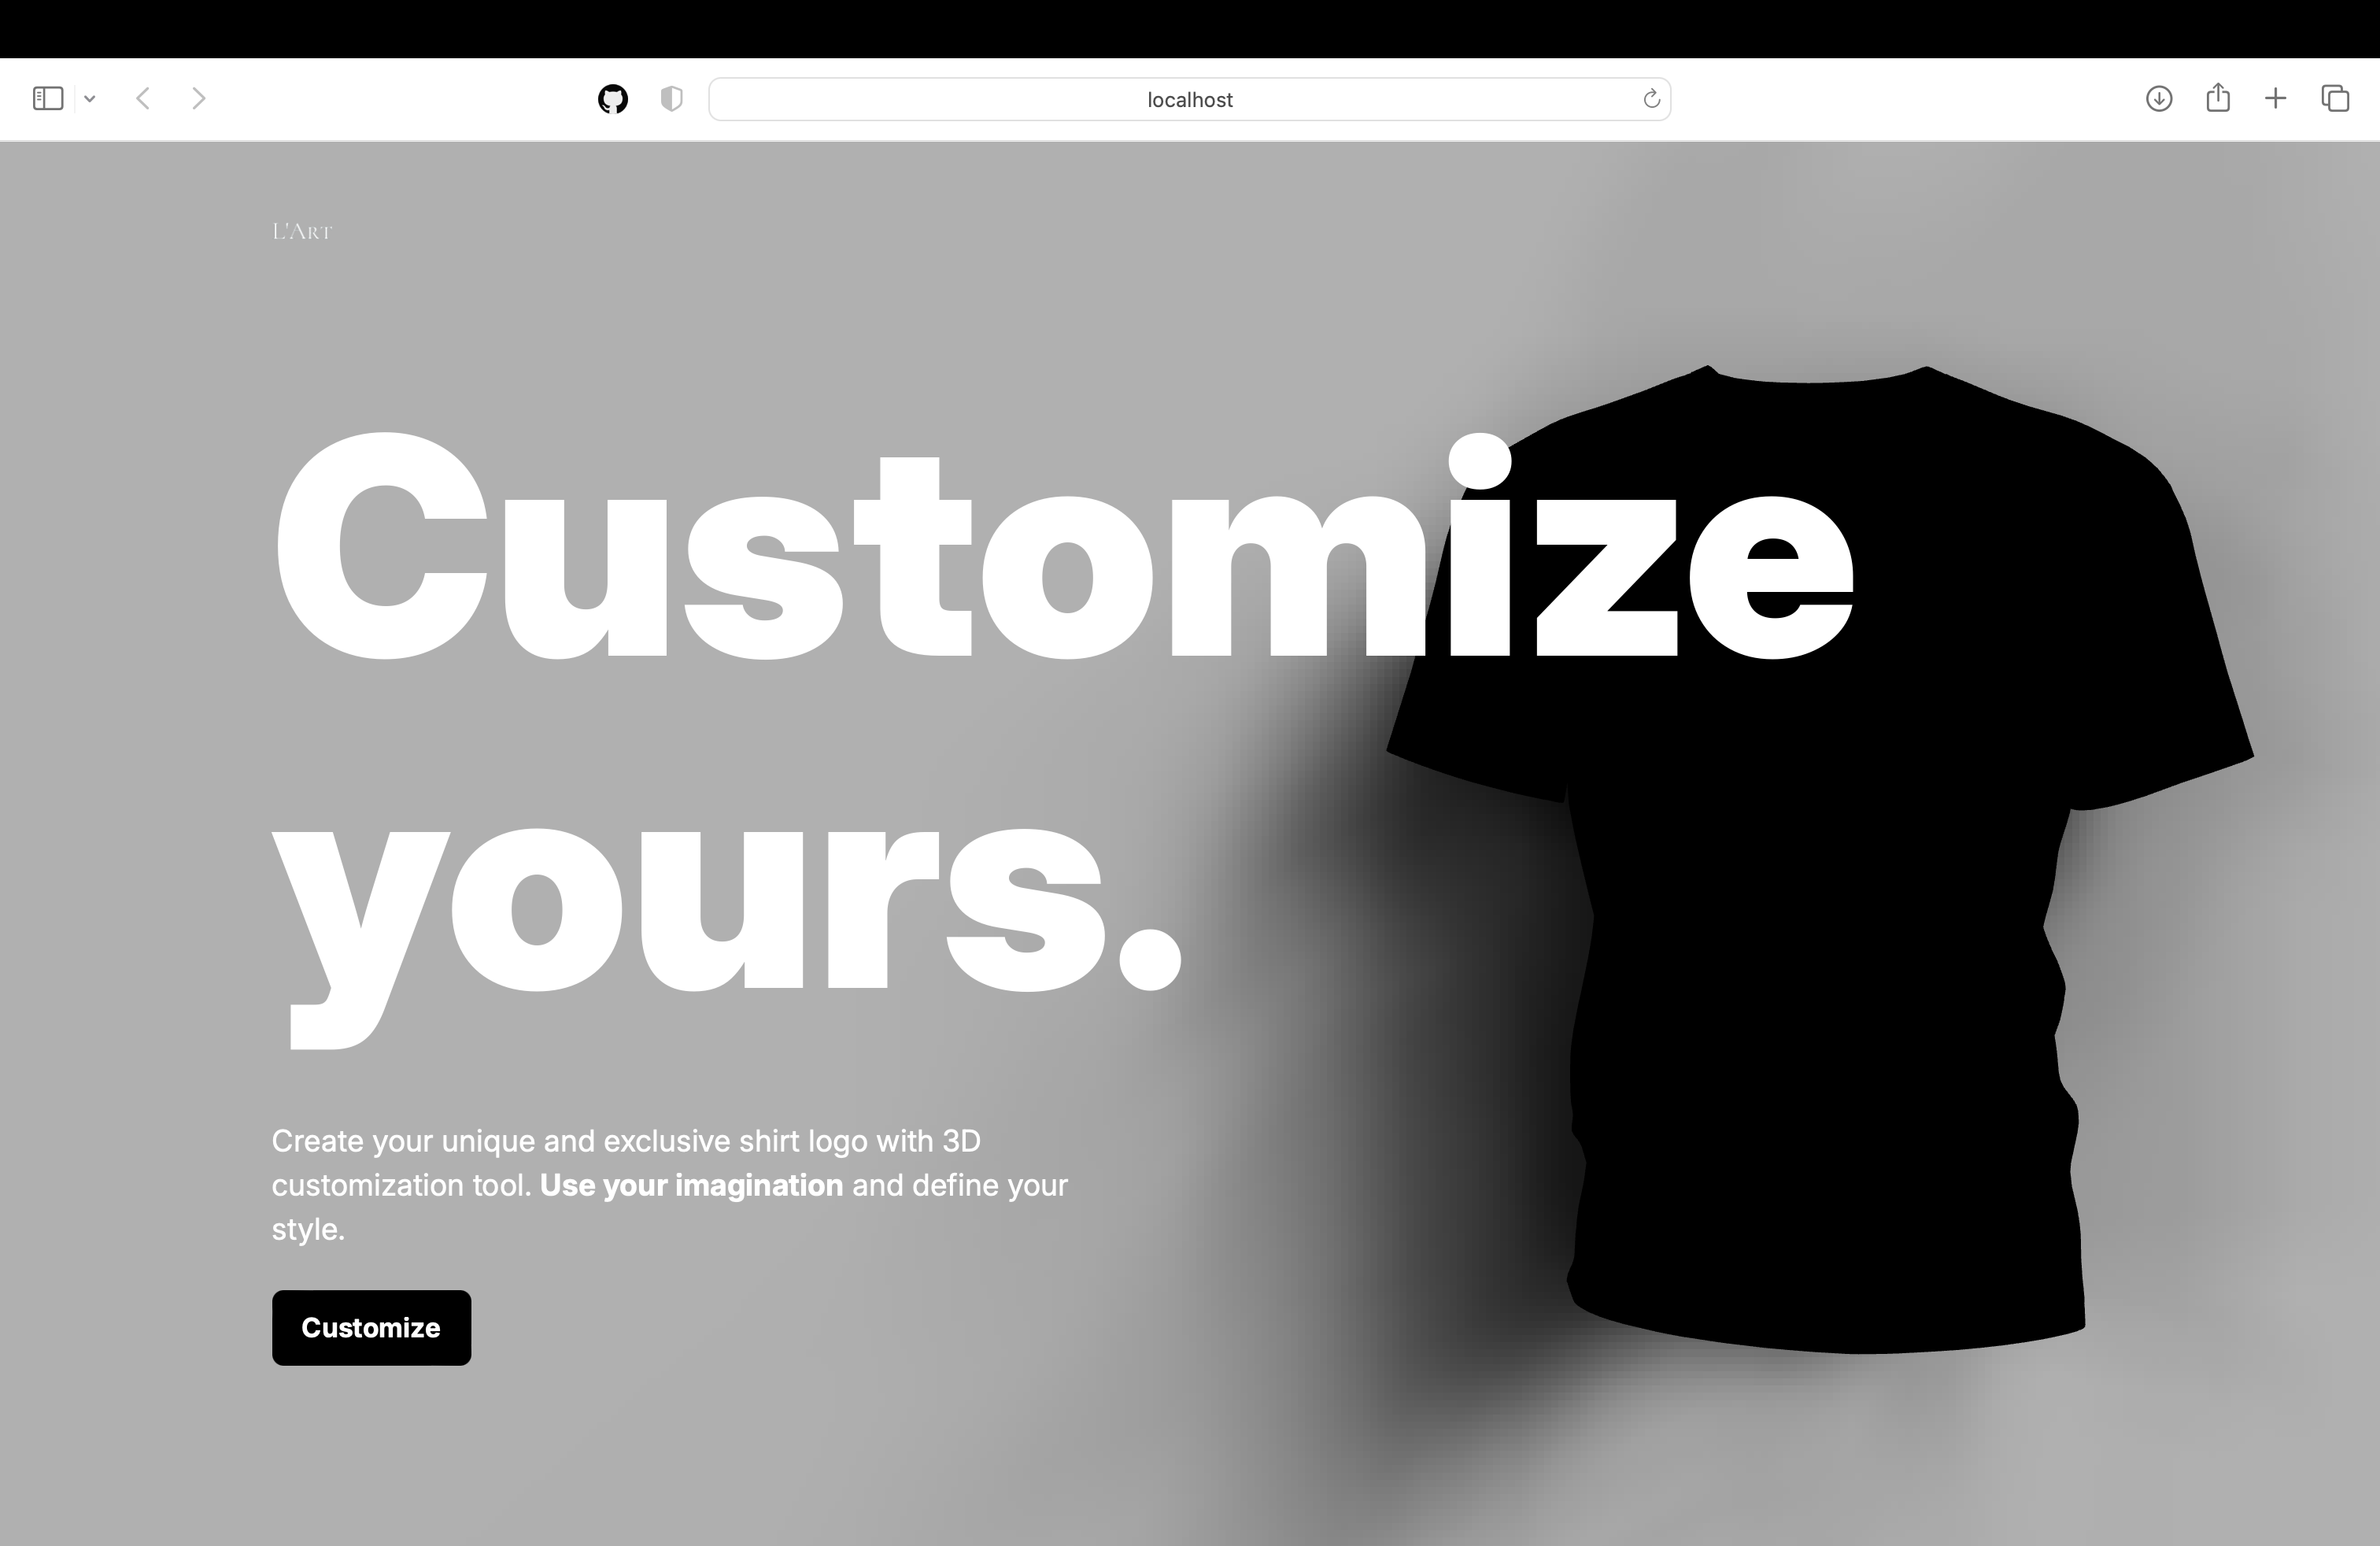 localhost
L'ART
Customize
yours.
Create your unique and exclusive shirt logo with 3D
customization tool. Use your imagination and define your
style.
Customize